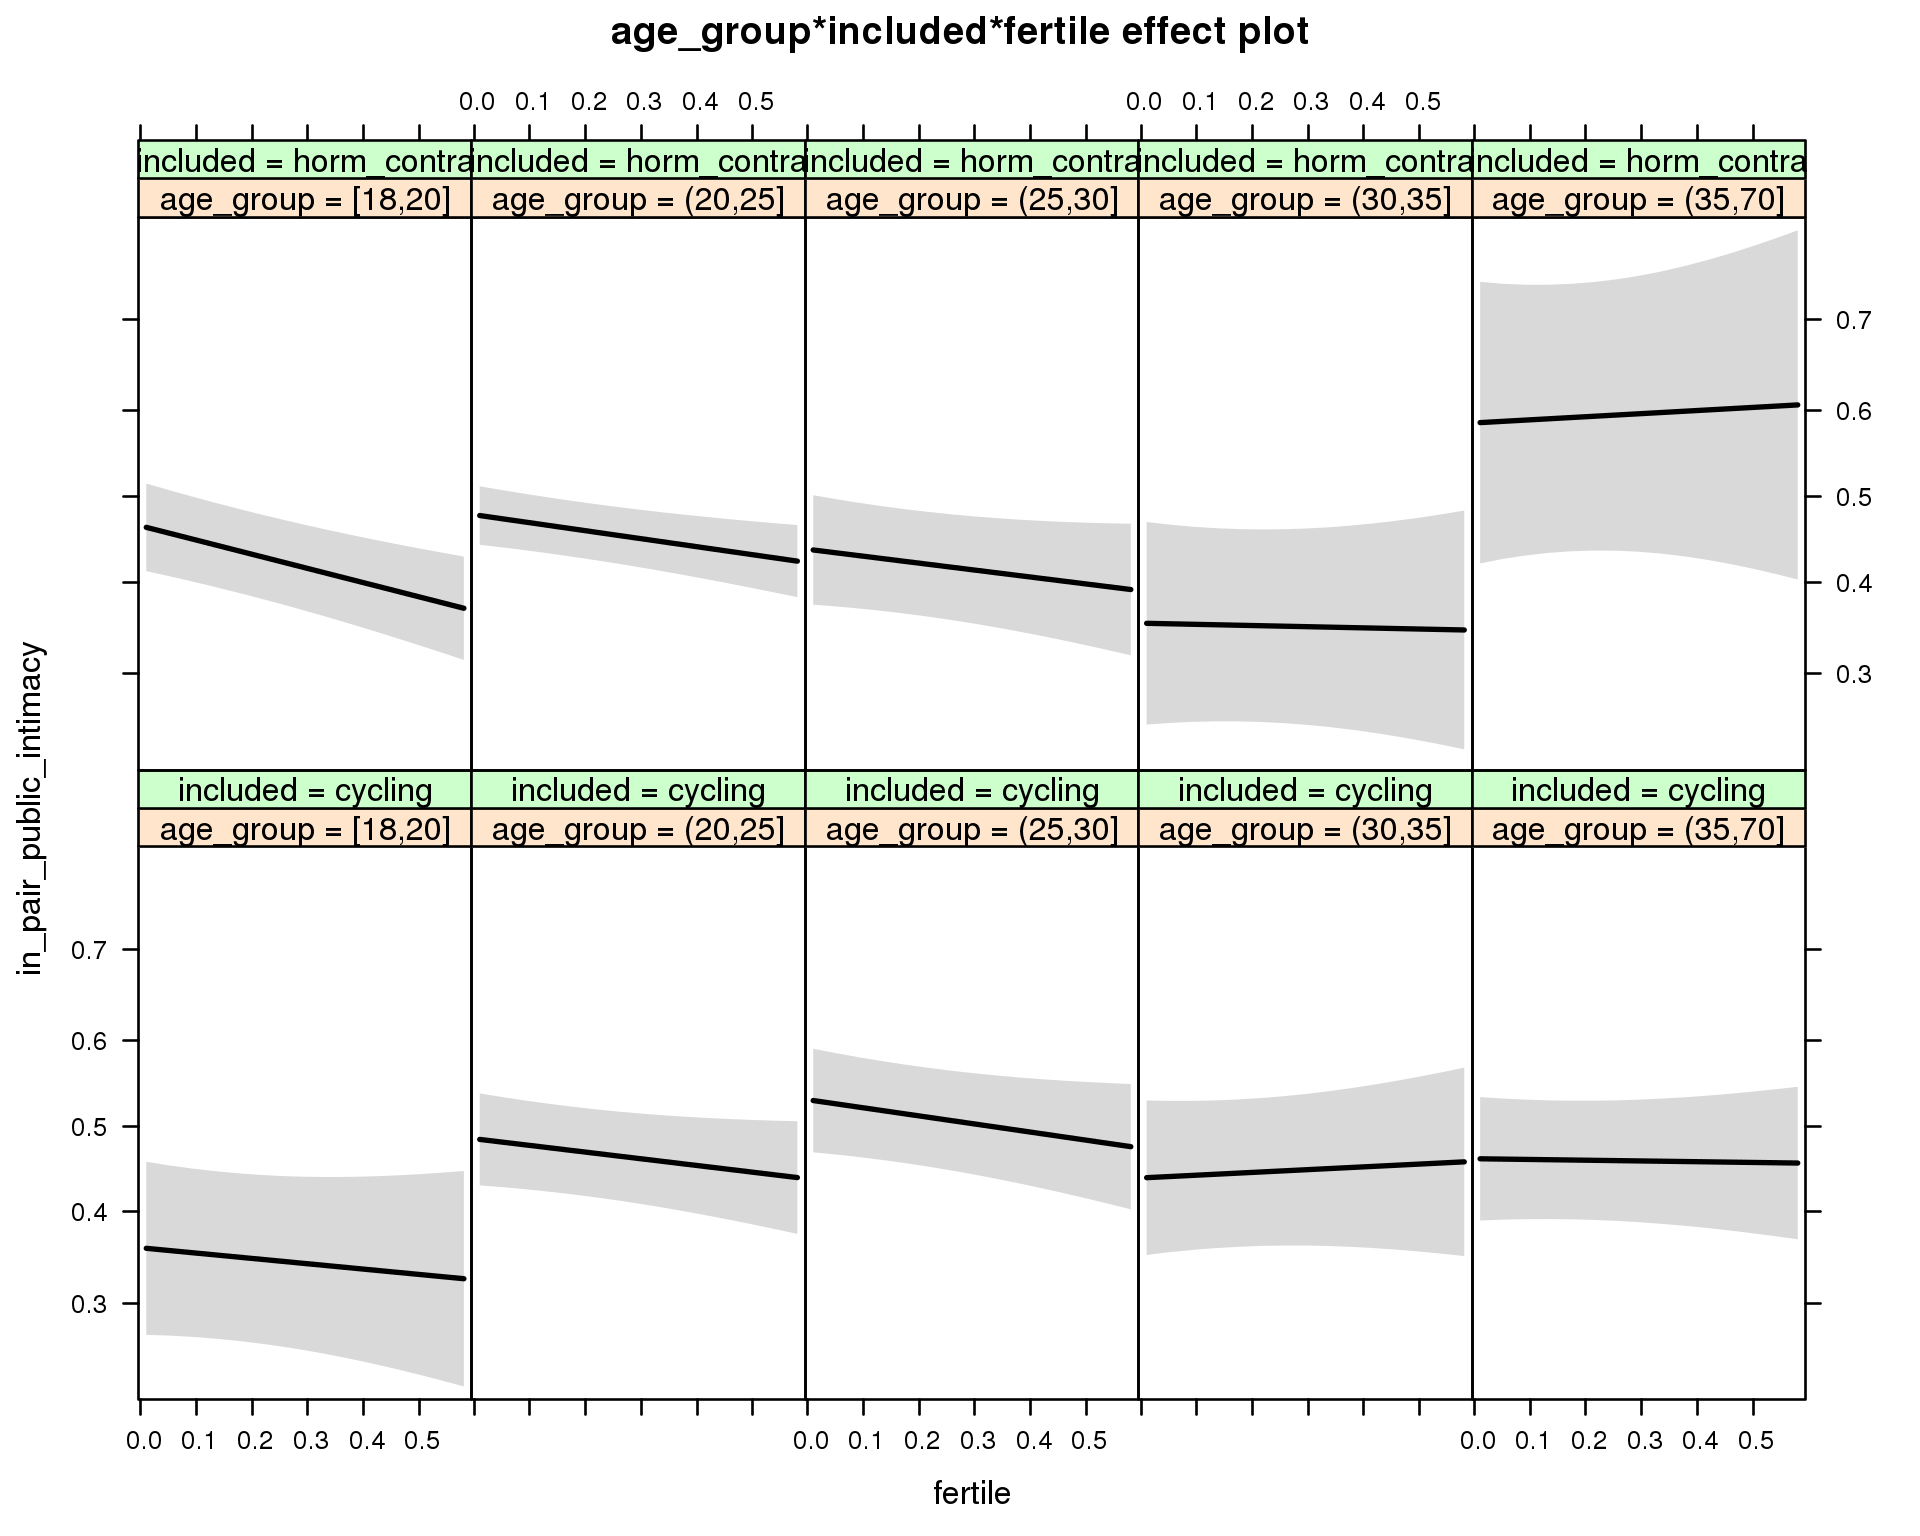 age_group*included*fertile effect plot
0.0 0.1 0.2 0.3 0.4 0.5 0.0 0.1 0.2 0.3 0.4 0.5
included = horm_contra included = horm_contra included = horm_contra included = horm_contra included = horm_contra
age_group = [18,20] age_group = (20,25] age_group = (25,30] age_group = (30,35] age_group = (35,70]
0.7
0.6
0.5
0.4
0.3
in_pair_public_intimacy
included = cycling included = cycling included = cycling included = cycling included = cycling
age_group = [18,20] age_group = (20,25] age_group = (25,30] age_group = (30,35] age_group = (35,70]
0.7
0.6
0.5
0.4
0.3
0.0 0.1 0.2 0.3 0.4 0.5 0.0 0.1 0.2 0.3 0.4 0.5 0.0 0.1 0.2 0.3 0.4 0.5
fertile